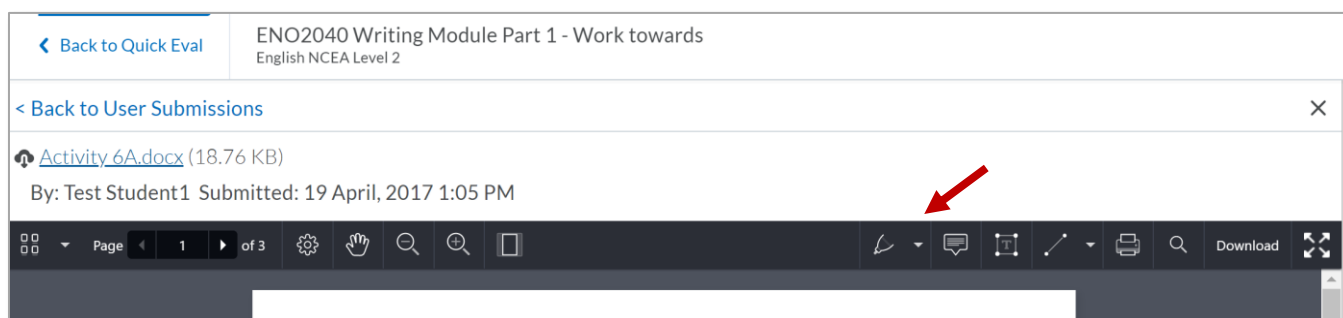 Back to Quick Eval
ENO2040 Writing Module Part 1 - Work towards
English NCEA Level 2
< Back to User Submissions
Activity 6A.docx (18.76 KB)
By: Test Student1 Submitted: 19 April, 2017 1:05 PM
Page 1 of 3 T Download